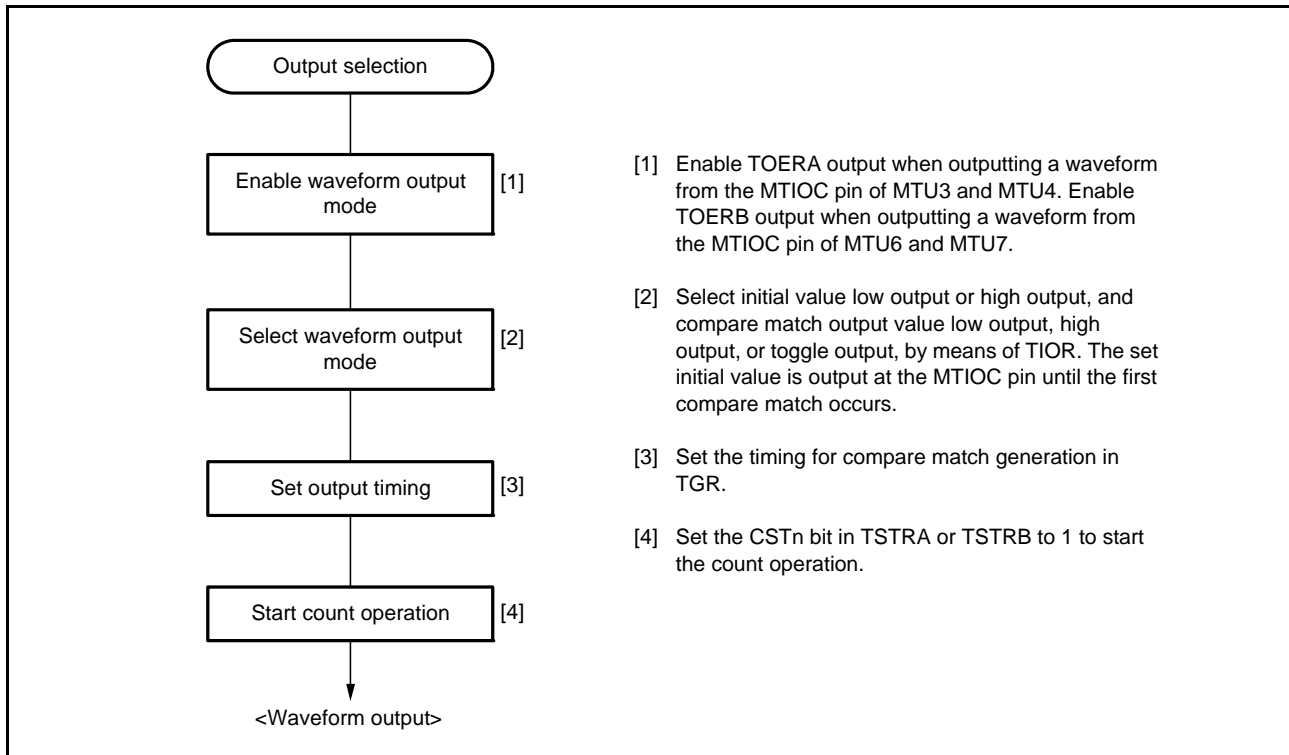 Output selection
Enable waveform output
mode
[1]
Select waveform output
mode
[2]
Set output timing
[3]
Start count operation
[4]
<Waveform output>
[1] Enable TOERA output when outputting a waveform
from the MTIOC pin of MTU3 and MTU4. Enable
TOERB output when outputting a waveform from
the MTIOC pin of MTU6 and MTU7.
[2] Select initial value low output or high output, and
compare match output value low output, high
output, or toggle output, by means of TIOR. The set
initial value is output at the MTIOC pin until the first
compare match occurs.
[3] Set the timing for compare match generation in
TGR.
[4] Set the CSTn bit in TSTRA or TSTRB to 1 to start
the count operation.